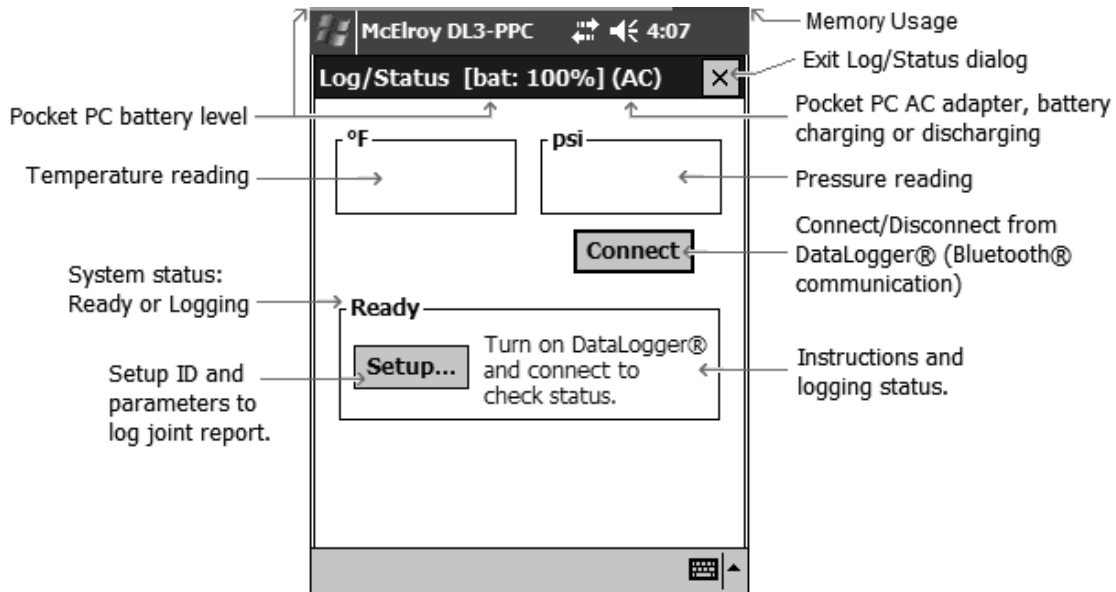 McElroy DL3-PPC 4:07
Memory Usage
Log/Status [bat: 100%] (AC)
Exit Log/Status dialog
Pocket PC battery level
Pocket PC AC adapter, battery
charging or discharging
°F
psi
Temperature reading
Pressure reading
Connect
Connect/Disconnect from
DataLogger® (Bluetooth®
communication)
System status:
Ready or Logging
Ready
Setup...
Turn on DataLogger®
and connect to
check status.
Setup ID and
parameters to
log joint report.
Instructions and
logging status.